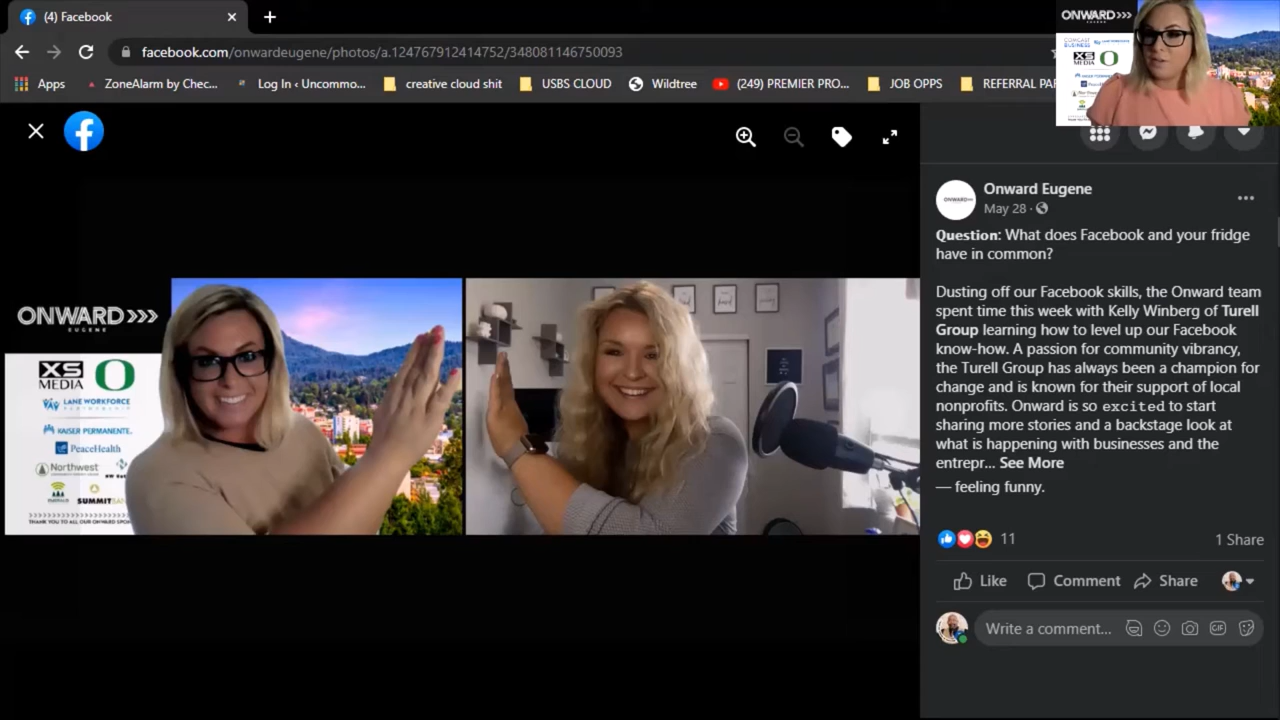 (4) Facebook
facebook.com/onwardeugene/photos/a.124767912414752/348081146750093
Apps
ZoneAlarm by Chec...
Log In ‹ Uncommo...
creative cloud shit
USBS CLOUD
Wildtree
(249) PREMIER PRO...
JOB OPPS
REFERRAL PA
ONWARD>>>
COMCAST
BUSINESS
XS
MEDIA
O
Onward Eugene
May 28 ·
Question: What does Facebook and your fridge
have in common?
Dusting off our Facebook skills, the Onward team
spent time this week with Kelly Winberg of Turell
Group learning how to level up our Facebook
know-how. A passion for community vibrancy,
the Turell Group has always been a champion for
change and is known for their support of local
nonprofits. Onward is so excited to start
sharing more stories and a backstage look at
what is happening with businesses and the
entrepr... See More
— feeling funny.
11
1 Share
Like
Comment
Share
Write a comment...
GIF
ONWARD>>>
EUGENE
XS
MEDIA
O
LANE WORKFORCE
PARTNERSHIP
KAISER PERMANENTE.
PeaceHealth
Northwest
SUMMIT
THANK YOU TO ALL OUR ONWARD SPO